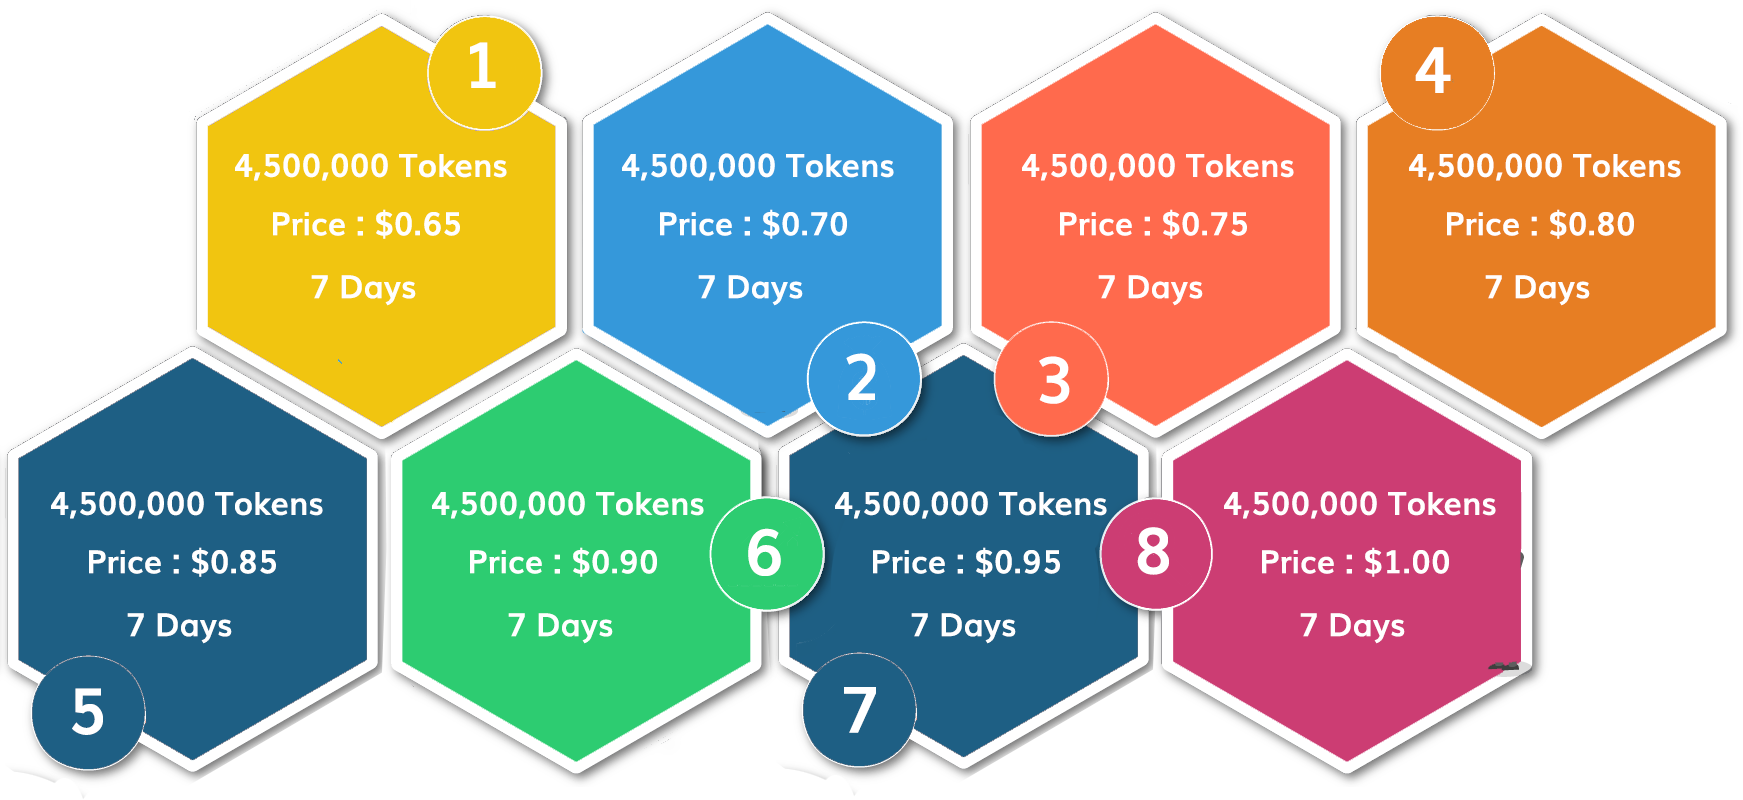 1
4,500,000 Tokens
Price : $0.65
7 Days
2
4,500,000 Tokens
Price : $0.70
7 Days
3
4,500,000 Tokens
Price : $0.75
7 Days
4
4,500,000 Tokens
Price : $0.80
7 Days
5
4,500,000 Tokens
Price : $0.85
7 Days
6
4,500,000 Tokens
Price : $0.90
7 Days
7
4,500,000 Tokens
Price : $0.95
7 Days
8
4,500,000 Tokens
Price : $1.00
7 Days